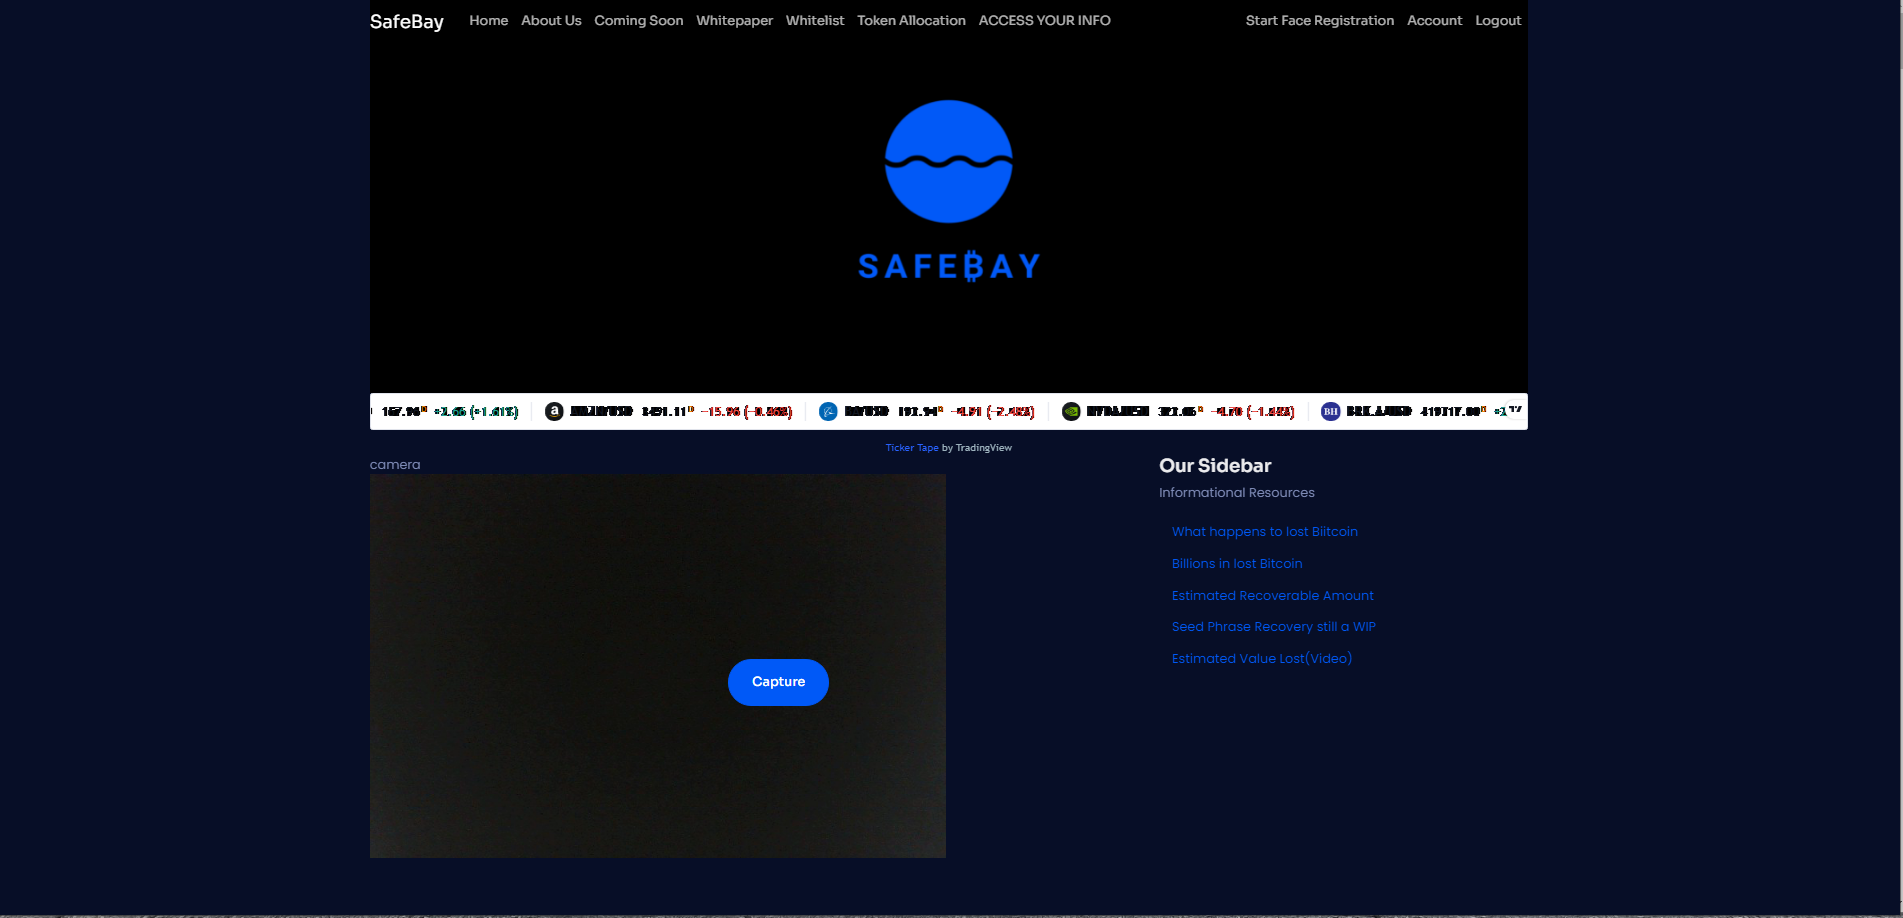 SafeBay Home About Us Coming Soon Whitepaper Whitelist Token Allocation ACCESS YOUR INFO Start Face Registration Account Logout
SAFE₿AY
Ticker Tape by TradingView
camera
Capture
Our Sidebar
Informational Resources
What happens to lost Biitcoin
Billions in lost Bitcoin
Estimated Recoverable Amount
Seed Phrase Recovery still a WIP
Estimated Value Lost(Video)